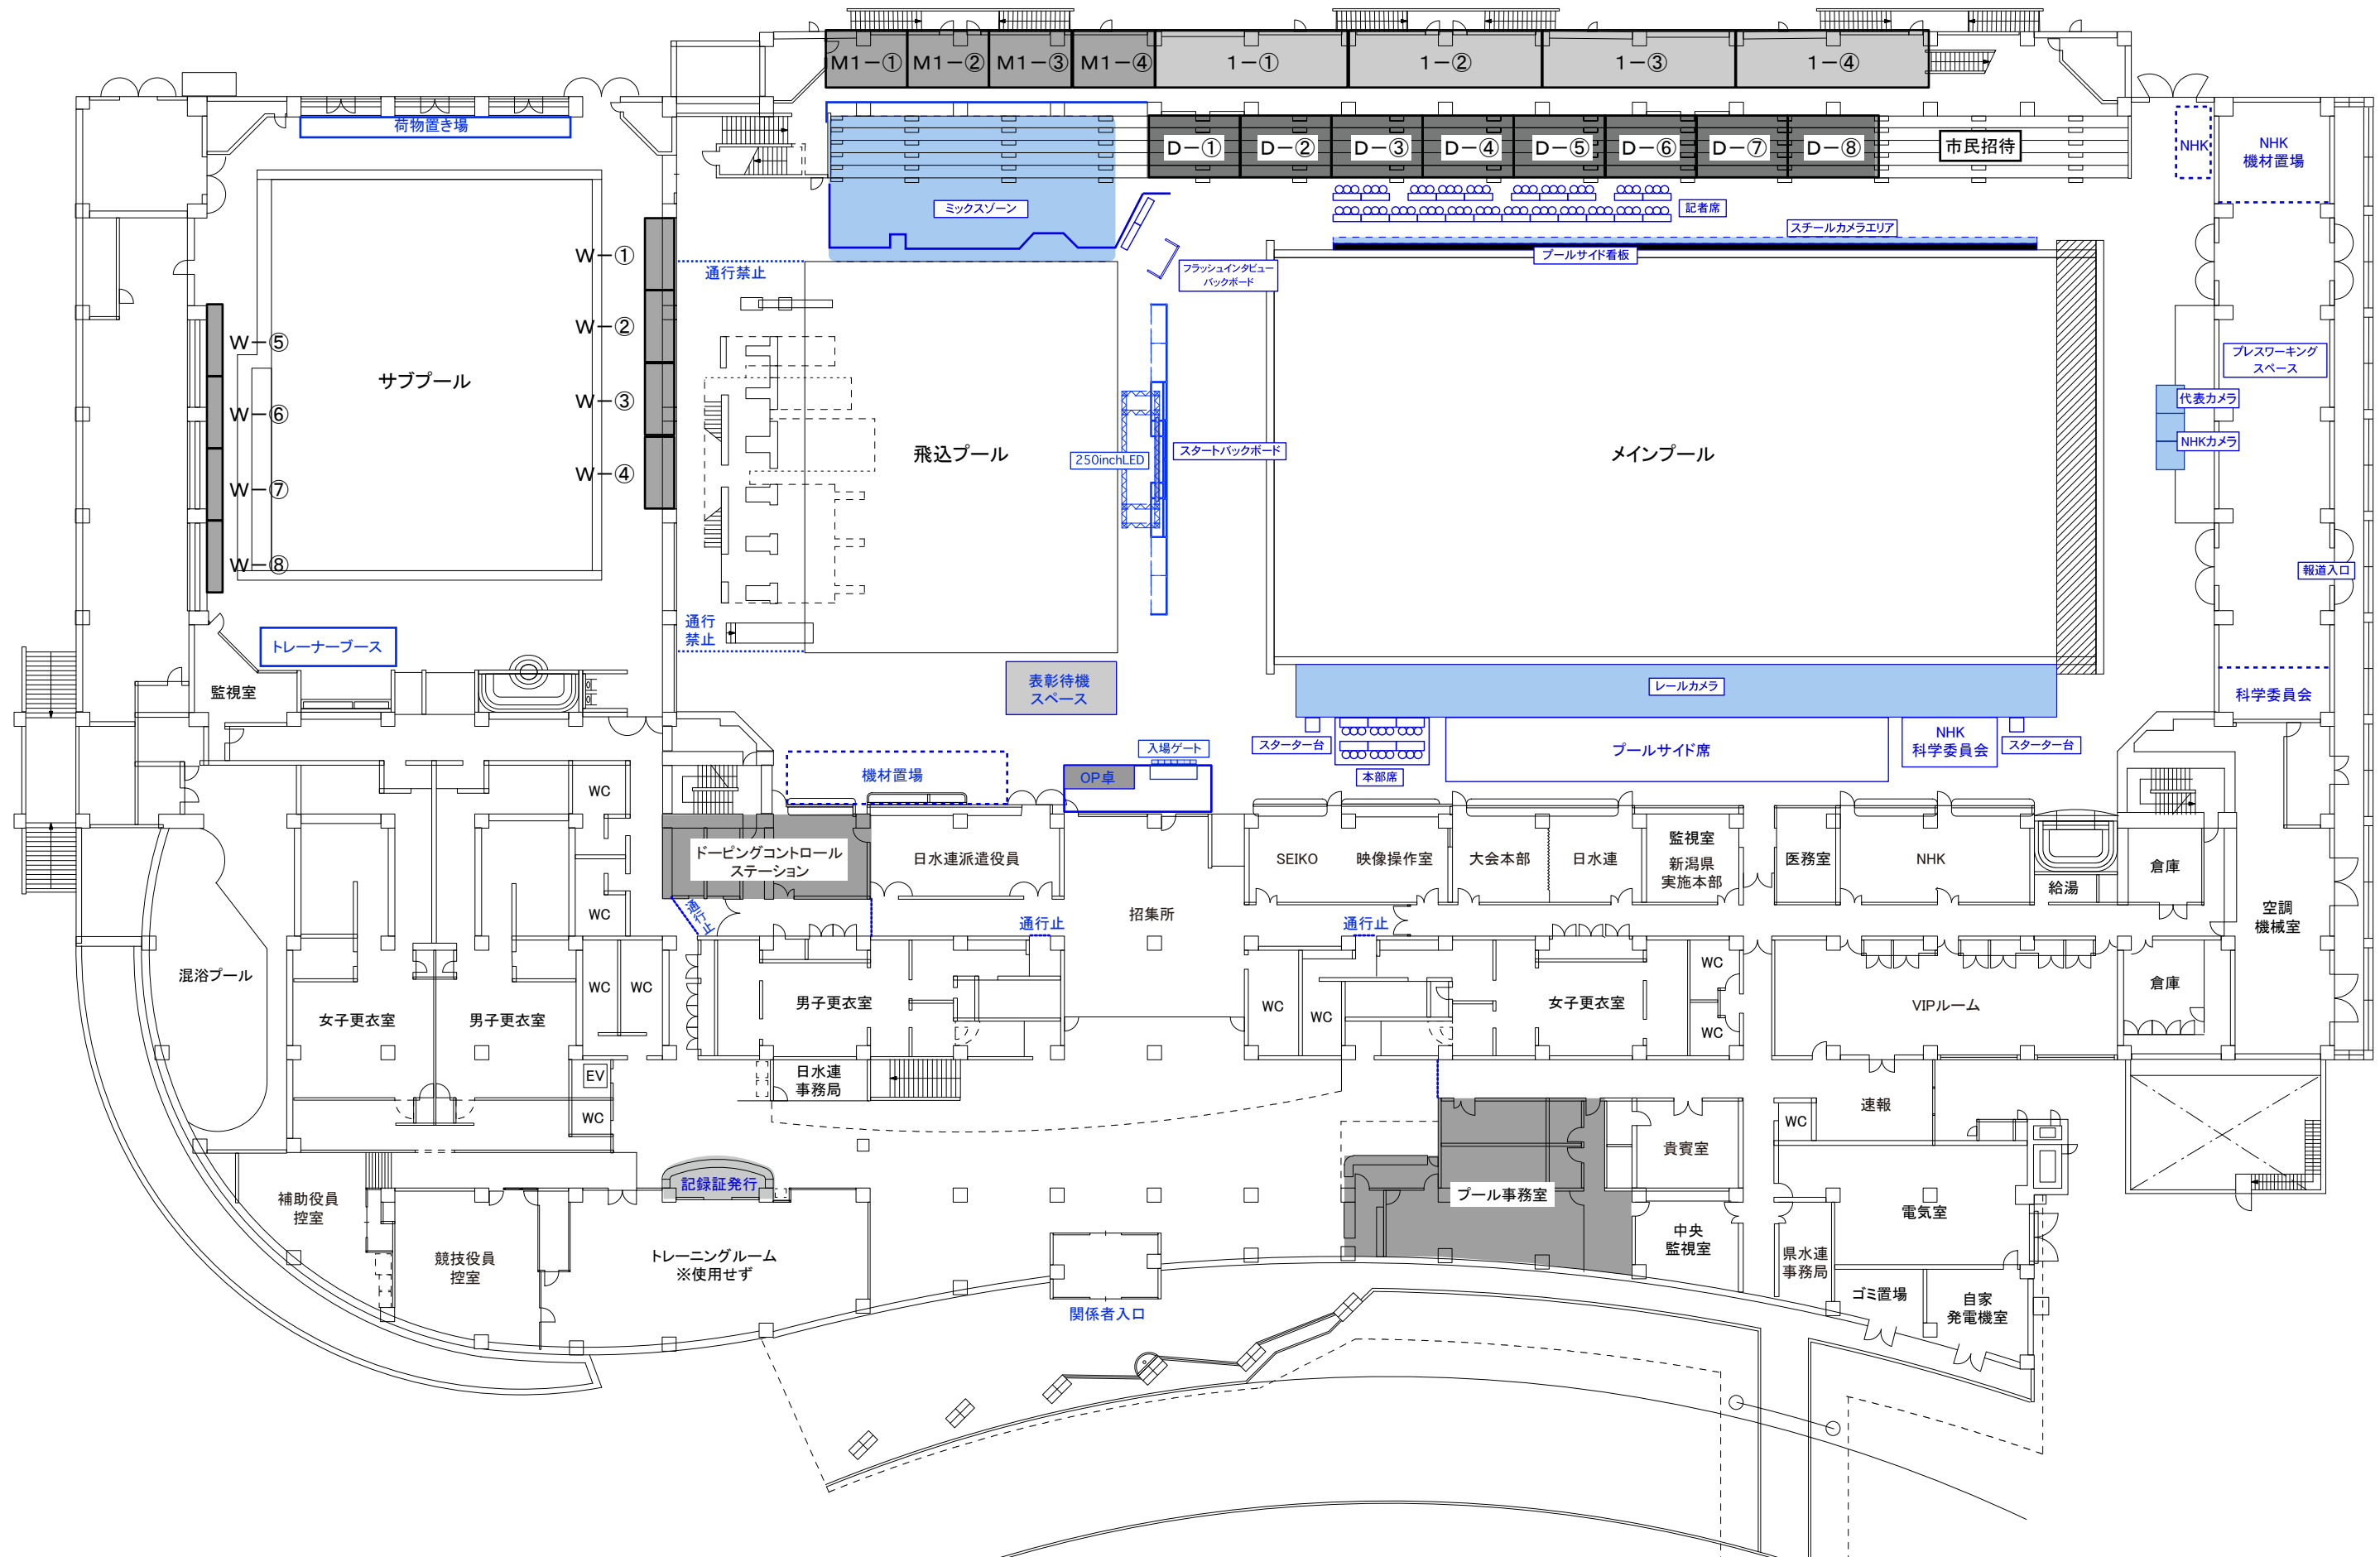 M1－①
M1－②
M1－③
M1－④
1－①
1－②
1－③
1－④
荷物置き場
D－①
D－②
D－③
D－④
D－⑤
D－⑥
D－⑦
D－⑧
市民招待
NHK
NHK
機材置場
ミックスゾーン
記者席
スチールカメラエリア
プールサイド看板
フラッシュインタビュー
バックボード
通行禁止
W－①
W－②
W－③
W－④
W－⑤
W－⑥
W－⑦
W－⑧
サブプール
飛込プール
メインプール
250inchLED
スタートバックボード
プレスワーキング
スペース
代表カメラ
NHKカメラ
報道入口
通行
禁止
トレーナーブース
監視室
表彰待機
スペース
レールカメラ
科学委員会
スターター台
本部席
プールサイド席
NHK
科学委員会
スターター台
入場ゲート
OP卓
機材置場
WC
ドーピングコントロール
ステーション
日水連派遣役員
SEIKO
映像操作室
大会本部
日水連
監視室
新潟県
実施本部
医務室
NHK
給湯
倉庫
空調
機械室
WC
通行止
通行止
招集所
通行止
混浴プール
女子更衣室
男子更衣室
WC
WC
男子更衣室
WC
WC
女子更衣室
WC
WC
VIPルーム
倉庫
EV
WC
日水連
事務局
速報
WC
貴賓室
記録証発行
補助役員
控室
競技役員
控室
トレーニングルーム
※使用せず
プール事務室
中央
監視室
県水連
事務局
電気室
ゴミ置場
自家
発電機室
関係者入口